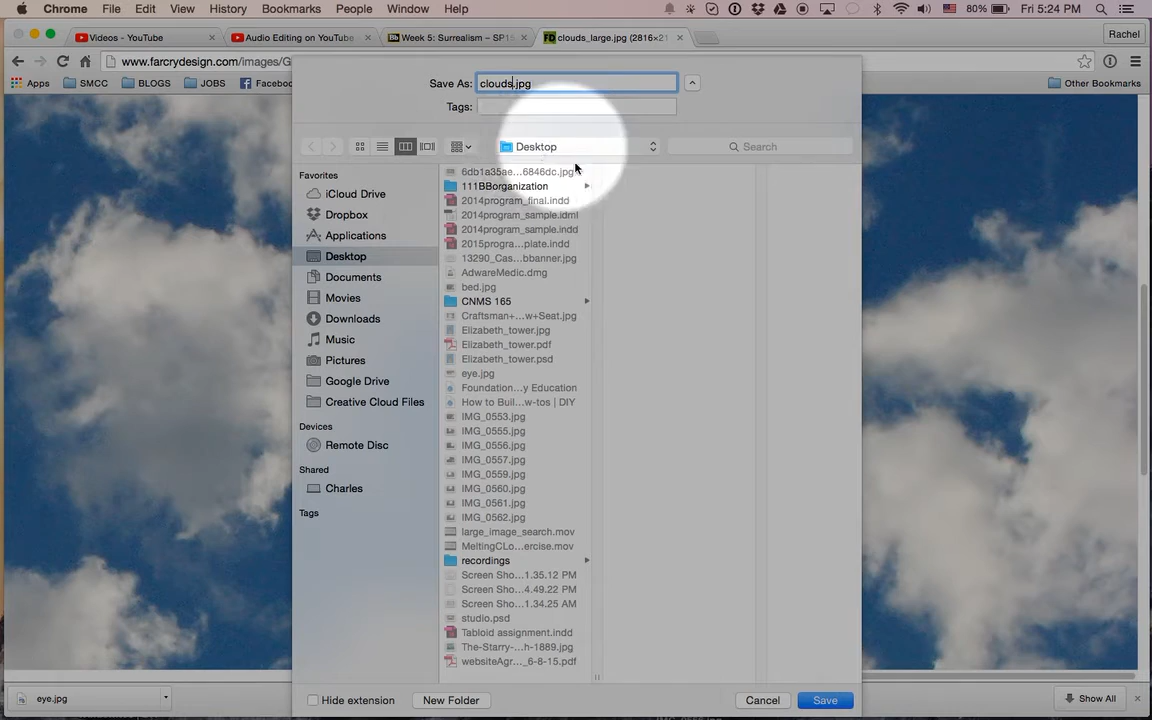 Chrome File Edit View History Bookmarks People Window Help 80% Fri 5:24 PM
Videos - YouTube Audio Editing on YouTube Week 5: Surrealism – SP15 clouds_large.jpg (2816×21 Rachel
www.farcrydesign.com/images/G
Apps SMCC BLOGS JOBS Faceboo Other Bookmarks
Save As: clouds.jpg
Tags:
Desktop Search
Favorites
iCloud Drive
Dropbox
Applications
Desktop
Documents
Movies
Downloads
Music
Pictures
Google Drive
Creative Cloud Files
Devices
Remote Disc
Shared
Charles
Tags
6db1a35ae...6846dc.jpg
111BBorganization
2014program_final.indd
2014program_sample.idml
2014program_sample.indd
2015progra...plate.indd
13290_Cas...bbanner.jpg
AdwareMedic.dmg
bed.jpg
CNMS 165
Craftsman+...w+Seat.jpg
Elizabeth_tower.jpg
Elizabeth_tower.pdf
Elizabeth_tower.psd
eye.jpg
Foundation...y Education
How to Buil...w-tos | DIY
IMG_0553.jpg
IMG_0555.jpg
IMG_0556.jpg
IMG_0557.jpg
IMG_0559.jpg
IMG_0560.jpg
IMG_0561.jpg
IMG_0562.jpg
large_image_search.mov
MeltingCLo...ercise.mov
recordings
Screen Sho...1.35.12 PM
Screen Sho...4.49.22 PM
Screen Sho...1.34.25 AM
studio.psd
Tabloid assignment.indd
The-Starry-...h-1889.jpg
websiteAgr..._6-8-15.pdf
Hide extension New Folder Cancel Save
eye.jpg Show All